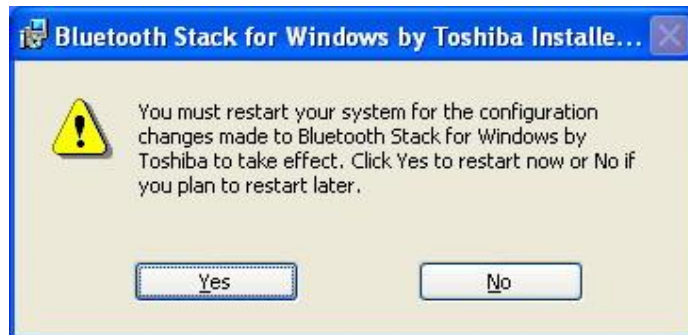 Bluetooth Stack for Windows by Toshiba Installe...
You must restart your system for the configuration
changes made to Bluetooth Stack for Windows by
Toshiba to take effect. Click Yes to restart now or No if
you plan to restart later.
Yes
No